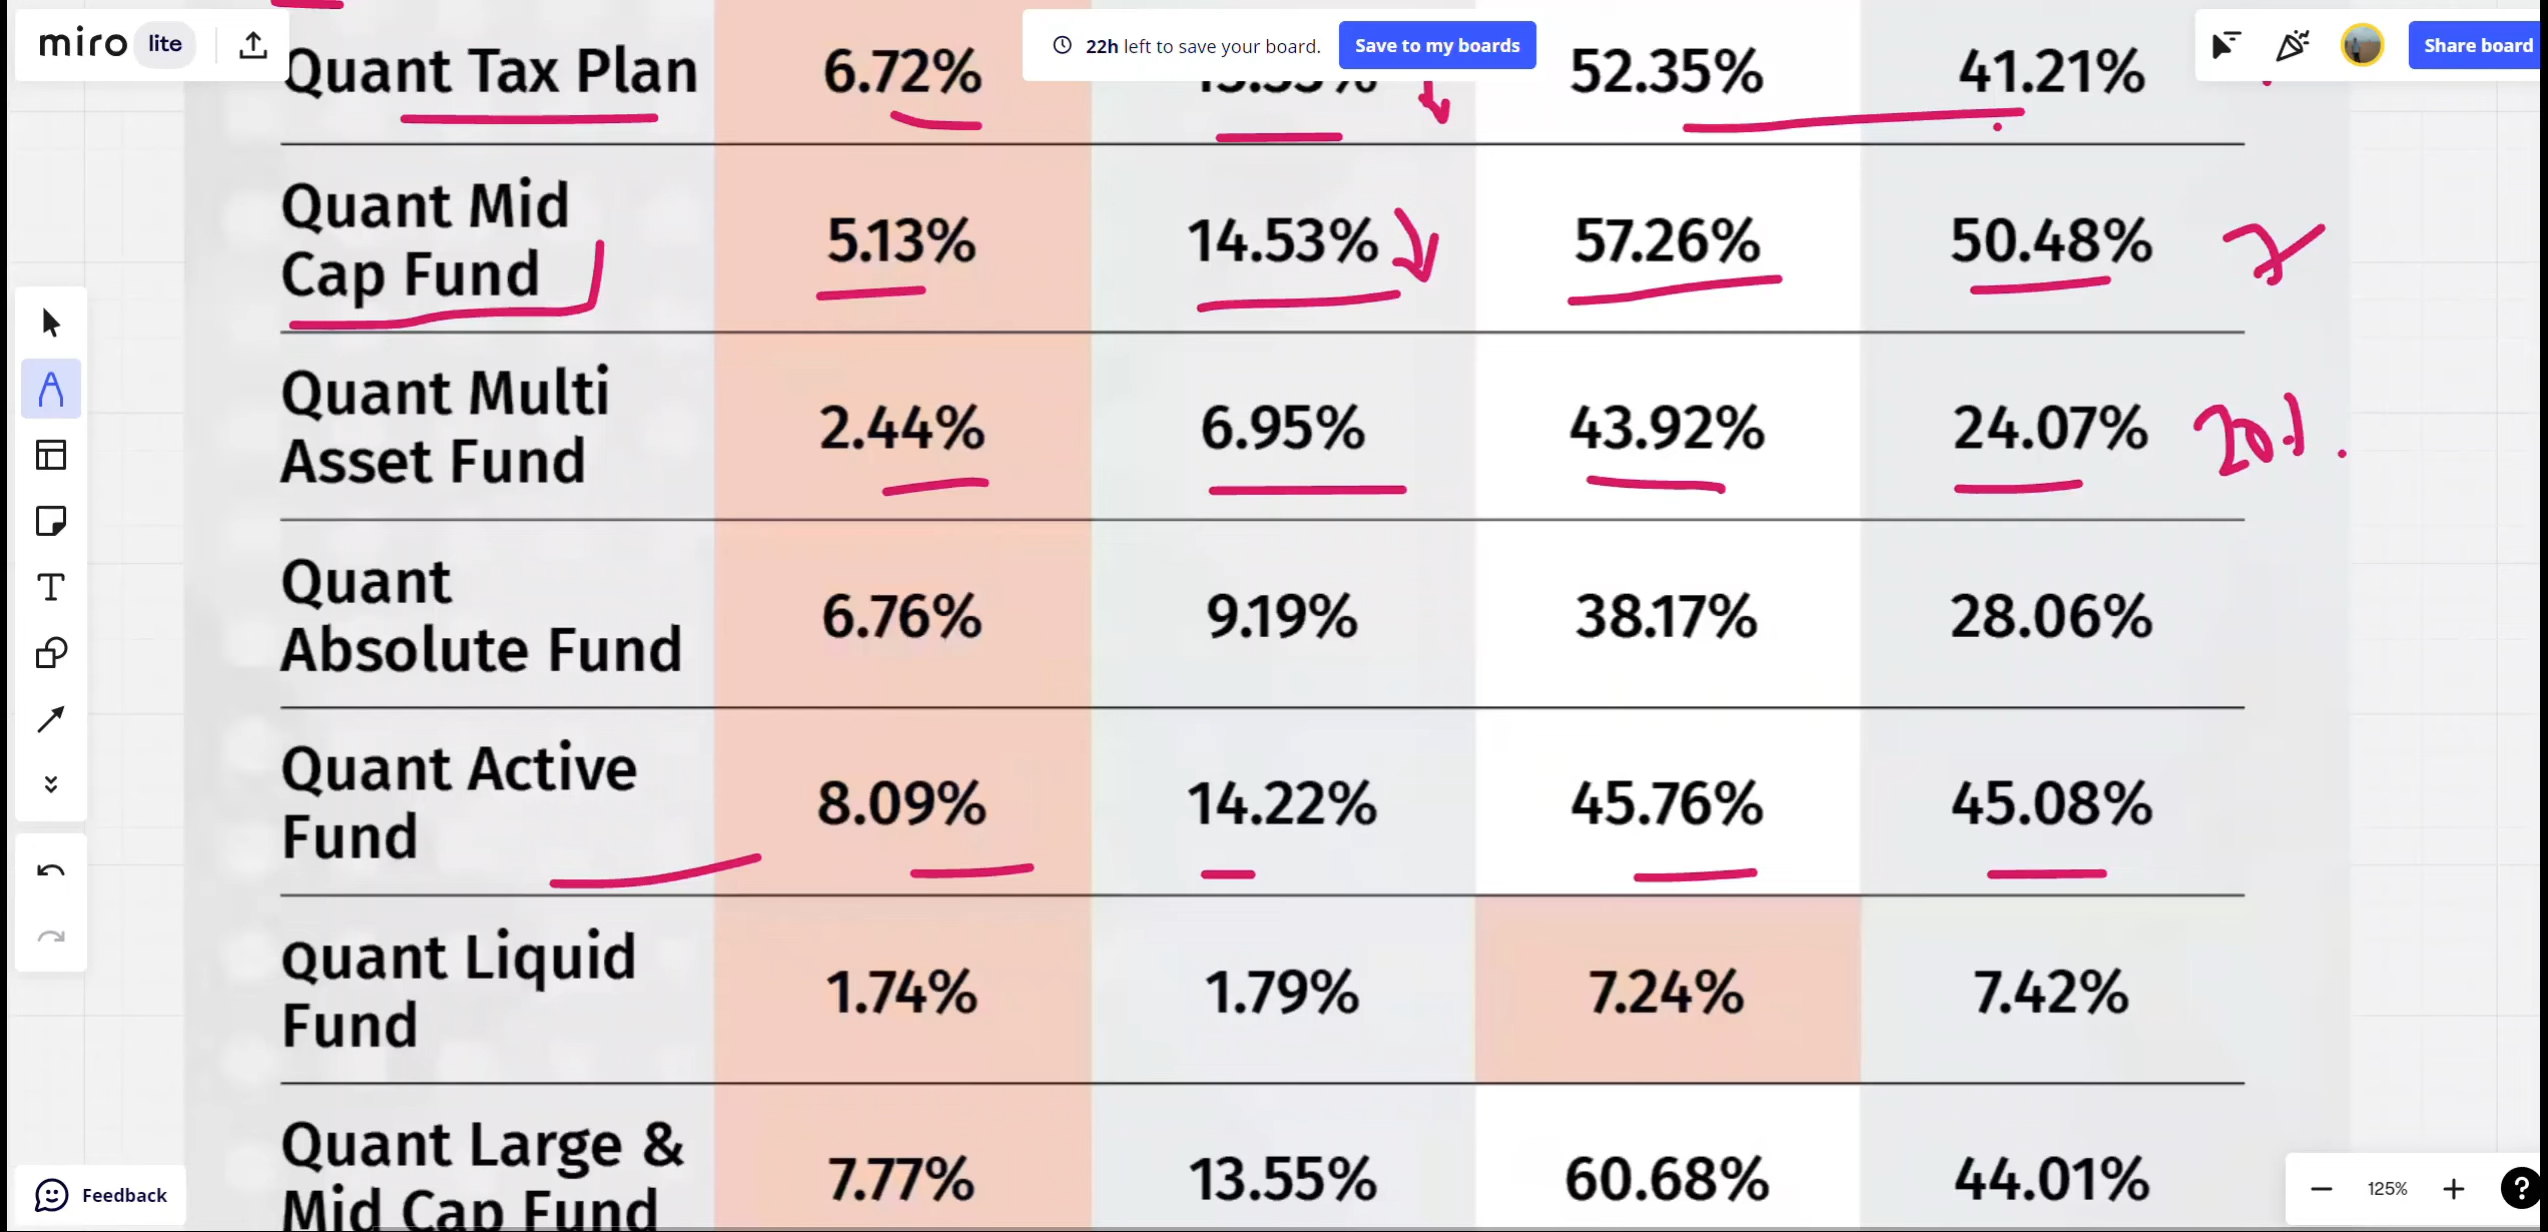 miro lite
22h left to save your board. Save to my boards
Share board
Quant Tax Plan 6.72% 52.35% 41.21%
Quant Mid
Cap Fund 5.13% 14.53% 57.26% 50.48%
Quant Multi
Asset Fund 2.44% 6.95% 43.92% 24.07%
Quant
Absolute Fund 6.76% 9.19% 38.17% 28.06%
Quant Active
Fund 8.09% 14.22% 45.76% 45.08%
Quant Liquid
Fund 1.74% 1.79% 7.24% 7.42%
Quant Large &
Mid Cap Fund 7.77% 13.55% 60.68% 44.01%
Feedback
125%